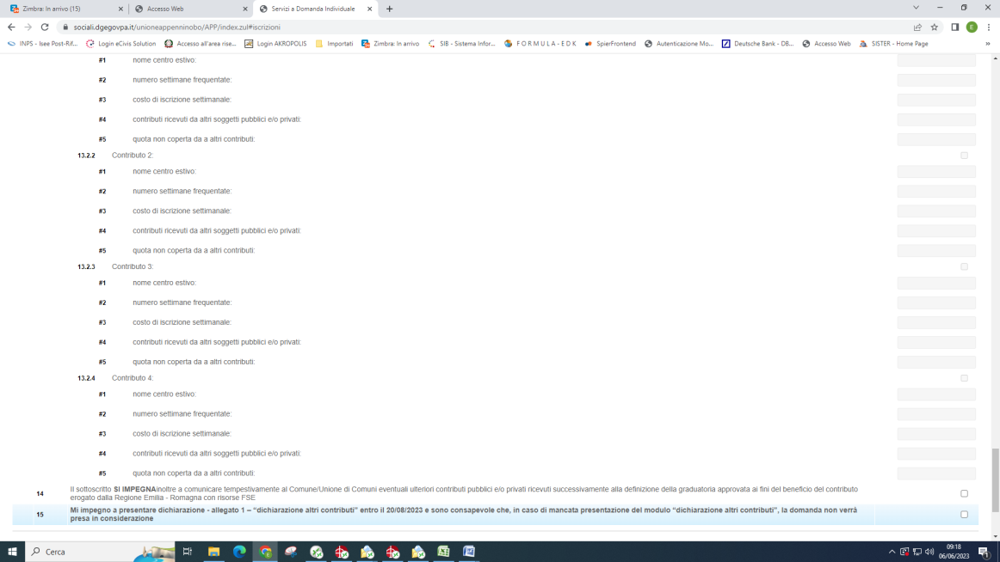 Zimbra: In arrivo (15)
Accesso Web
Servizi a Domanda Individuale
sociali.dgegovpa.it/unioneappenninobo/APP/index.zul#iscrizioni
E
INPS - Isee Post-Rif...
Login eCivis Solution
Accesso all'area rise...
Login AKROPOLIS
Importati
Zimbra: In arrivo
SIB - Sistema Infor...
F O R M U L A - E D K
SpierFrontend
Autenticazione Mo...
Deutsche Bank - DB...
Accesso Web
SISTER - Home Page
»
#1 nome centro estivo:
#2 numero settimane frequentate:
#3 costo di iscrizione settimanale:
#4 contributi ricevuti da altri soggetti pubblici e/o privati:
#5 quota non coperta da a altri contributi:
13.2.2 Contributo 2:
#1 nome centro estivo:
#2 numero settimane frequentate:
#3 costo di iscrizione settimanale:
#4 contributi ricevuti da altri soggetti pubblici e/o privati:
#5 quota non coperta da a altri contributi:
13.2.3 Contributo 3:
#1 nome centro estivo:
#2 numero settimane frequentate:
#3 costo di iscrizione settimanale:
#4 contributi ricevuti da altri soggetti pubblici e/o privati:
#5 quota non coperta da a altri contributi:
13.2.4 Contributo 4:
#1 nome centro estivo:
#2 numero settimane frequentate:
#3 costo di iscrizione settimanale:
#4 contributi ricevuti da altri soggetti pubblici e/o privati:
#5 quota non coperta da a altri contributi:
14 Il sottoscritto SI IMPEGNAinoltre a comunicare tempestivamente al Comune/Unione di Comuni eventuali ulteriori contributi pubblici e/o privati ricevuti successivamente alla definizione della graduatoria approvata ai fini del beneficio del contributo
erogato dalla Regione Emilia - Romagna con risorse FSE
15 Mi impegno a presentare dichiarazione - allegato 1 – “dichiarazione altri contributi” entro il 20/08/2023 e sono consapevole che, in caso di mancata presentazione del modulo “dichiarazione altri contributi”, la domanda non verrà
presa in considerazione
Cerca
09:18
06/06/2023